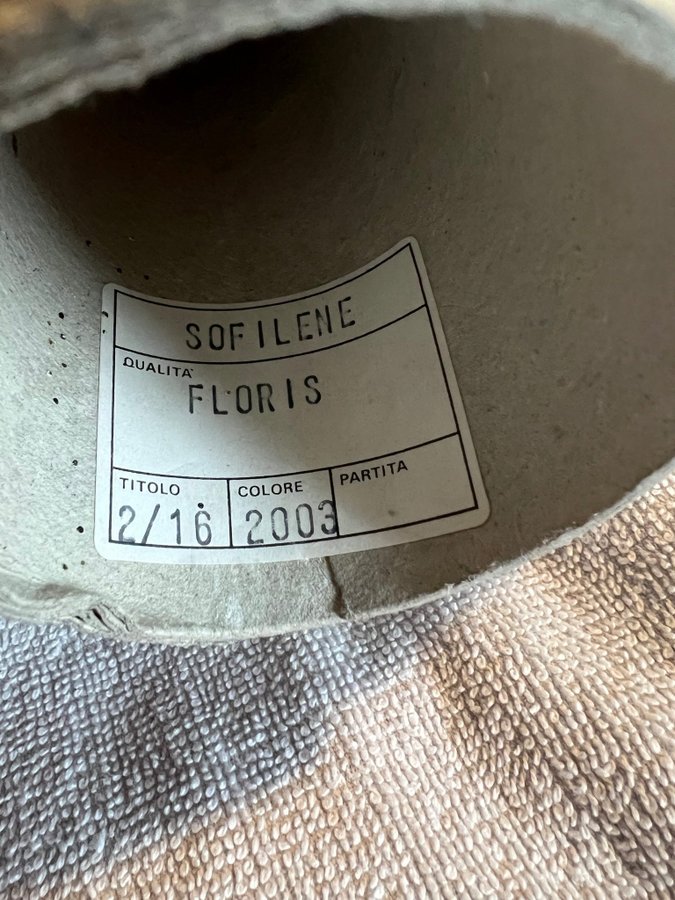 SOFILENE
QUALITA'
FLORIS
TITOLO COLORE PARTITA
2/16 2003